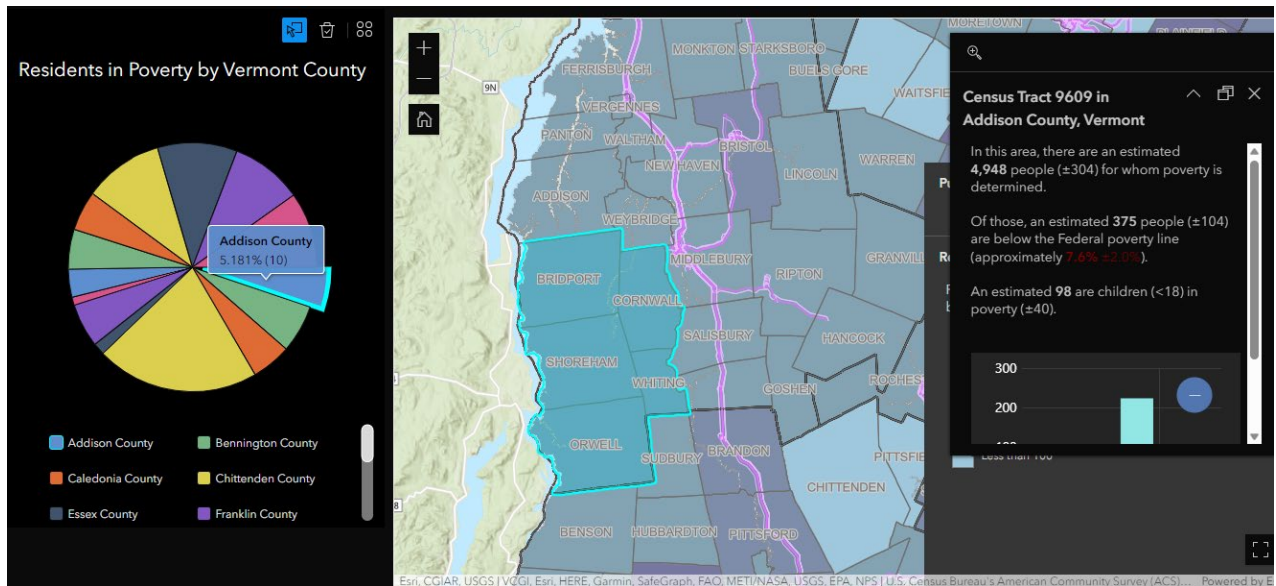 Residents in Poverty by Vermont County
Addison County
5.181% (10)
Addison County
Bennington County
Caledonia County
Chittenden County
Essex County
Franklin County
+
−
9N
MORETOWN
MONKTON
STARKSBORO
BUELS GORE
FERRISBURGH
WAITSFIE
VERGENNES
PANTON
WALTHAM
BRISTOL
NEW HAVEN
WARREN
LINCOLN
ADDISON
WEYBRIDGE
MIDDLEBURY
GRANVILL
RIPTON
BRIDPORT
CORNWALL
SALISBURY
HANCOCK
SHOREHAM
WHITING
GOSHEN
ROCHEST
ORWELL
SUDBURY
BRANDON
PITTSFI
CHITTENDEN
BENSON
HUBBARDTON
PITTSFORD
Census Tract 9609 in
Addison County, Vermont
In this area, there are an estimated
4,948 people (±304) for whom poverty is
determined.
Of those, an estimated 375 people (±104)
are below the Federal poverty line
(approximately 7.6% ±2.0%).
An estimated 98 are children (<18) in
poverty (±40).
300
200
Less than 100
Esri, CGIAR, USGS | VCGI, Esri, HERE, Garmin, SafeGraph, FAO, METI/NASA, USGS, EPA, NPS | U.S. Census Bureau's American Community Survey (ACS)...
Powered by E